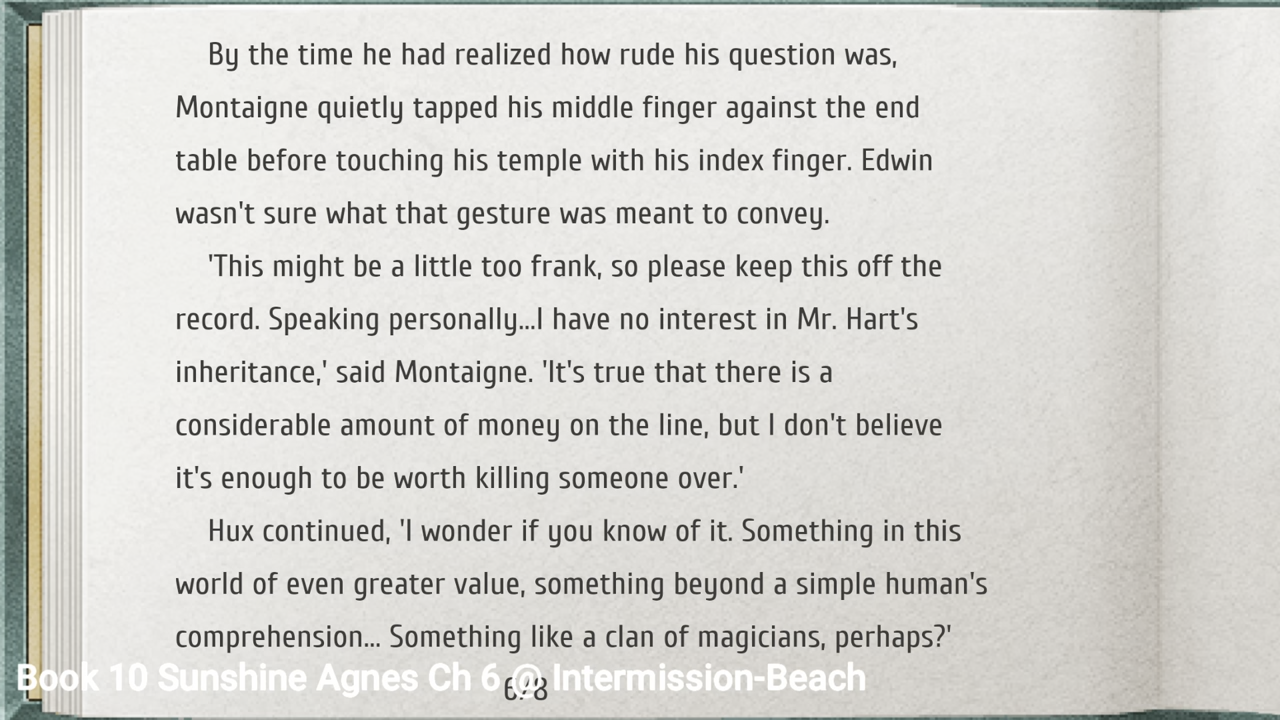 By the time he had realized how rude his question was,
Montaigne quietly tapped his middle finger against the end
table before touching his temple with his index finger. Edwin
wasn't sure what that gesture was meant to convey.
'This might be a little too frank, so please keep this off the
record. Speaking personally...I have no interest in Mr. Hart's
inheritance,' said Montaigne. 'It's true that there is a
considerable amount of money on the line, but I don't believe
it's enough to be worth killing someone over.'
Hux continued, 'I wonder if you know of it. Something in this
world of even greater value, something beyond a simple human's
comprehension... Something like a clan of magicians, perhaps?'
Book 10 Sunshine Agnes Ch 6 @ Intermission-Beach